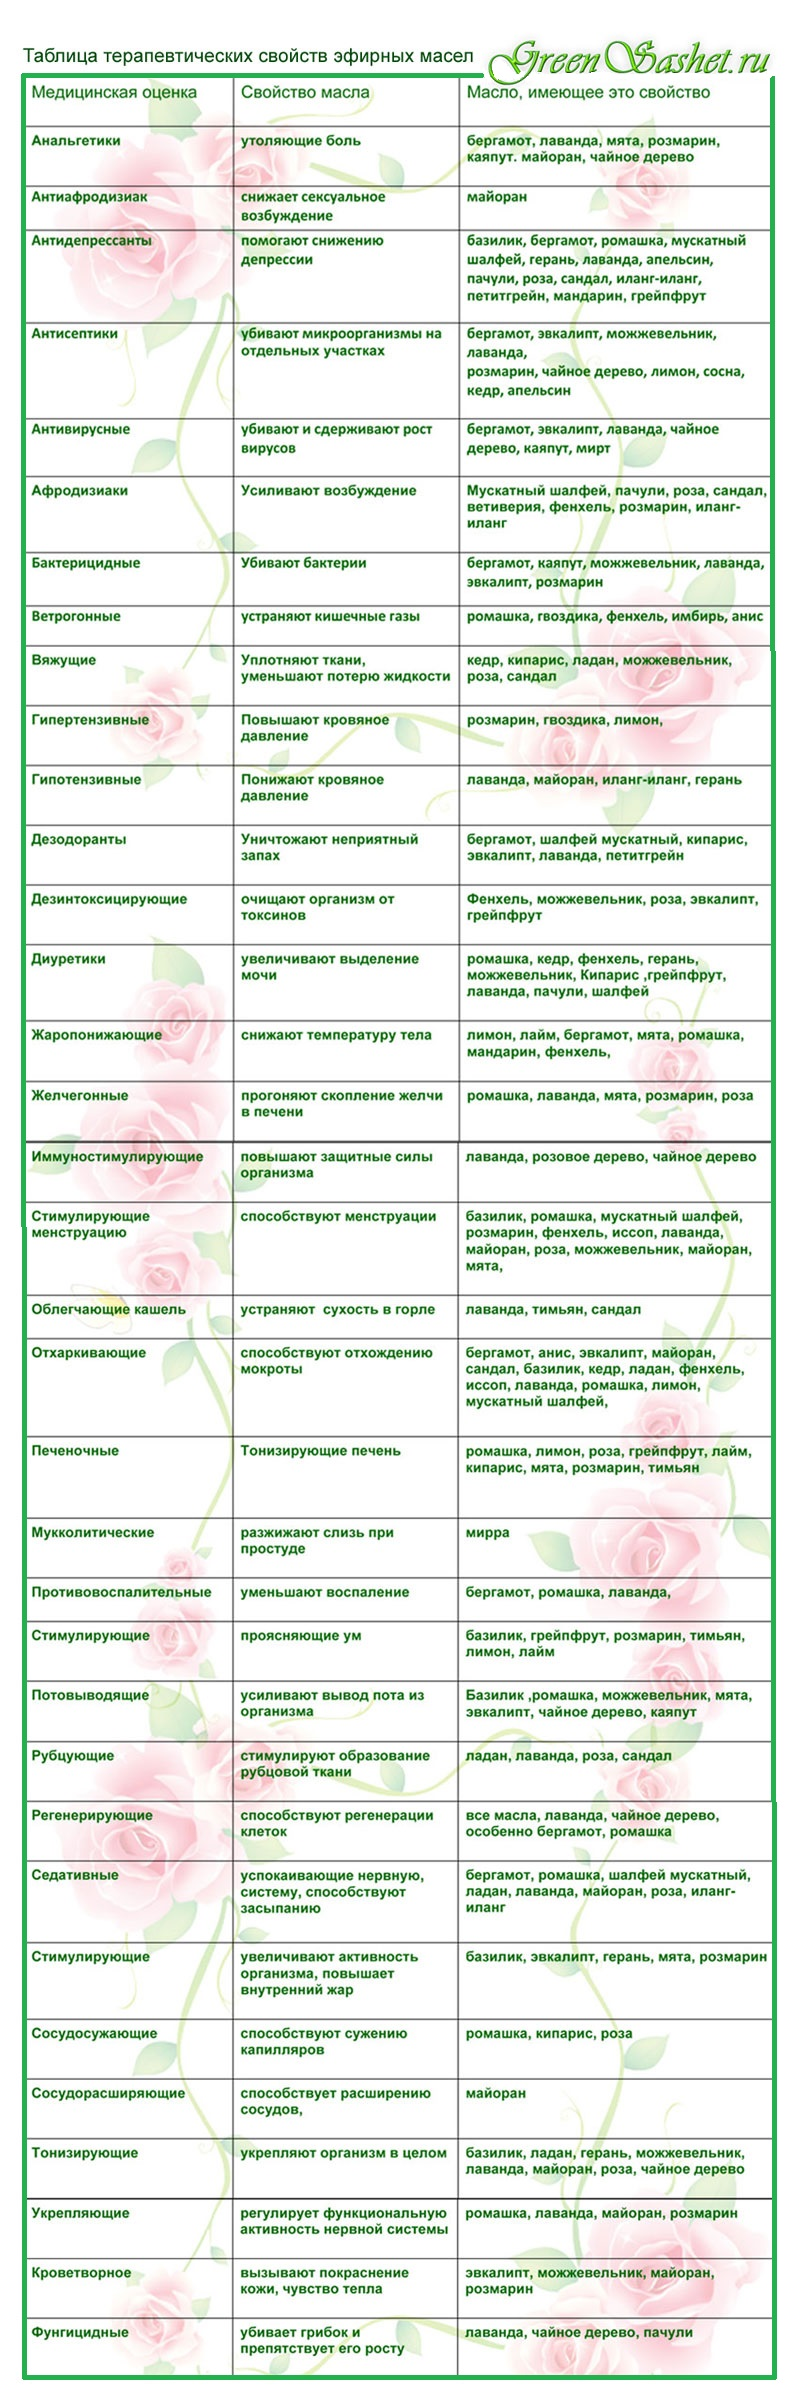 Таблица терапевтических свойств эфирных масел
GreenSashet.ru
Медицинская оценка
Свойство масла
Масло, имеющее это свойство
Анальгетики
утоляющие боль
бергамот, лаванда, мята, розмарин,
каяпут. майоран, чайное дерево
Антиафродизиак
снижает сексуальное
возбуждение
майоран
Антидепрессанты
помогают снижению
депрессии
базилик, бергамот, ромашка, мускатный
шалфей, герань, лаванда, апельсин,
пачули, роза, сандал, иланг-иланг,
петитгрейн, мандарин, грейпфрут
Антисептики
убивают микроорганизмы на
отдельных участках
бергамот, эвкалипт, можжевельник,
лаванда,
розмарин, чайное дерево, лимон, сосна,
кедр, апельсин
Антивирусные
убивают и сдерживают рост
вирусов
бергамот, эвкалипт, лаванда, чайное
дерево, каяпут, мирт
Афродизиаки
Усиливают возбуждение
Мускатный шалфей, пачули, роза, сандал,
ветиверия, фенхель, розмарин, иланг-
иланг
Бактерицидные
Убивают бактерии
бергамот, каяпут, можжевельник, лаванда,
эвкалипт, розмарин
Ветрогонные
устраняют кишечные газы
ромашка, гвоздика, фенхель, имбирь, анис
Вяжущие
Уплотняют ткани,
уменьшают потерю жидкости
кедр, кипарис, ладан, можжевельник,
роза, сандал
Гипертензивные
Повышают кровяное
давление
розмарин, гвоздика, лимон,
Гипотензивные
Понижают кровяное
давление
лаванда, майоран, иланг-иланг, герань
Дезодоранты
Уничтожают неприятный
запах
бергамот, шалфей мускатный, кипарис,
эвкалипт, лаванда, петитгрейн
Дезинтоксицирующие
очищают организм от
токсинов
Фенхель, можжевельник, роза, эвкалипт,
грейпфрут
Диуретики
увеличивают выделение
мочи
ромашка, кедр, фенхель, герань,
можжевельник, Кипарис ,грейпфрут,
лаванда, пачули, шалфей
Жаропонижающие
снижают температуру тела
лимон, лайм, бергамот, мята, ромашка,
мандарин, фенхель,
Желчегонные
прогоняют скопление желчи
в печени
ромашка, лаванда, мята, розмарин, роза
Иммуностимулирующие
повышают защитные силы
организма
лаванда, розовое дерево, чайное дерево
Стимулирующие
менструацию
способствуют менструации
базилик, ромашка, мускатный шалфей,
розмарин, фенхель, иссоп, лаванда,
майоран, роза, можжевельник, майоран,
мята,
Облегчающие кашель
устраняют сухость в горле
лаванда, тимьян, сандал
Отхаркивающие
способствуют отхождению
мокроты
бергамот, анис, эвкалипт, майоран,
сандал, базилик, кедр, ладан, фенхель,
иссоп, лаванда, ромашка, лимон,
мускатный шалфей,
Печеночные
Тонизирующие печень
ромашка, лимон, роза, грейпфрут, лайм,
кипарис, мята, розмарин, тимьян
Мукколитические
разжижают слизь при
простуде
мирра
Противовоспалительные
уменьшают воспаление
бергамот, ромашка, лаванда,
Стимулирующие
проясняющие ум
базилик, грейпфрут, розмарин, тимьян,
лимон, лайм
Потовыводящие
усиливают вывод пота из
организма
Базилик ,ромашка, можжевельник, мята,
эвкалипт, чайное дерево, каяпут
Рубцующие
стимулируют образование
рубцовой ткани
ладан, лаванда, роза, сандал
Регенерирующие
способствуют регенерации
клеток
все масла, лаванда, чайное дерево,
особенно бергамот, ромашка
Седативные
успокаивающие нервную,
систему, способствуют
засыпанию
бергамот, ромашка, шалфей мускатный,
ладан, лаванда, майоран, роза, иланг-
иланг
Стимулирующие
увеличивают активность
организма, повышает
внутренний жар
базилик, эвкалипт, герань, мята, розмарин
Сосудосужающие
способствуют сужению
капилляров
ромашка, кипарис, роза
Сосудорасширяющие
способствует расширению
сосудов,
майоран
Тонизирующие
укрепляют организм в целом
базилик, ладан, герань, можжевельник,
лаванда, майоран, роза, чайное дерево
Укрепляющие
регулирует функциональную
активность нервной системы
ромашка, лаванда, майоран, розмарин
Кроветворное
вызывают покраснение
кожи, чувство тепла
эвкалипт, можжевельник, майоран,
розмарин
Фунгицидные
убивает грибок и
препятствует его росту
лаванда, чайное дерево, пачули